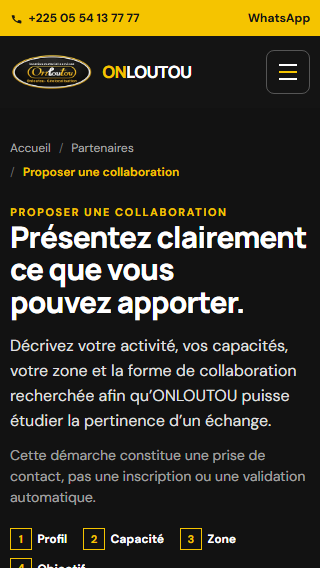 +225 05 54 13 77 77 WhatsApp
Ornloutou
ONLOUTOU
Accueil / Partenaires
/ Proposer une collaboration
PROPOSER UNE COLLABORATION
Présentez clairement
ce que vous
pouvez apporter.
Décrivez votre activité, vos capacités,
votre zone et la forme de collaboration
recherchée afin qu’ONLOUTOU puisse
étudier la pertinence d’un échange.
Cette démarche constitue une prise de
contact, pas une inscription ou une validation
automatique.
1 Profil 2 Capacité 3 Zone
4 Objectif